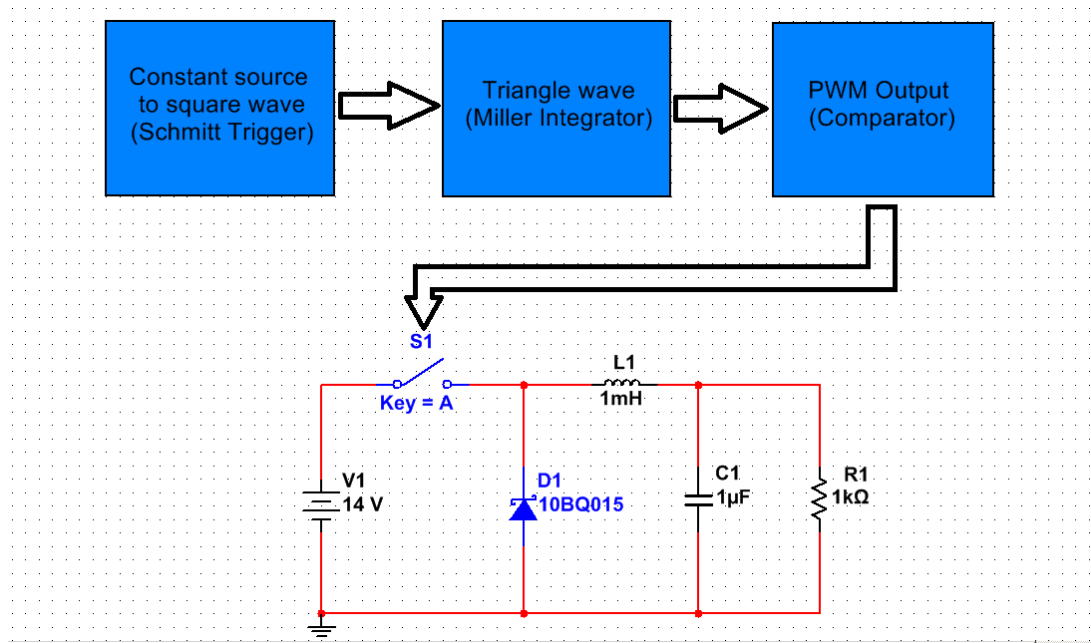 Constant source
to square wave
(Schmitt Trigger)
Triangle wave
(Miller Integrator)
PWM Output
(Comparator)
S1
Key = A
L1
1mH
V1
14 V
D1
10BQ015
C1
1µF
R1
1kΩ